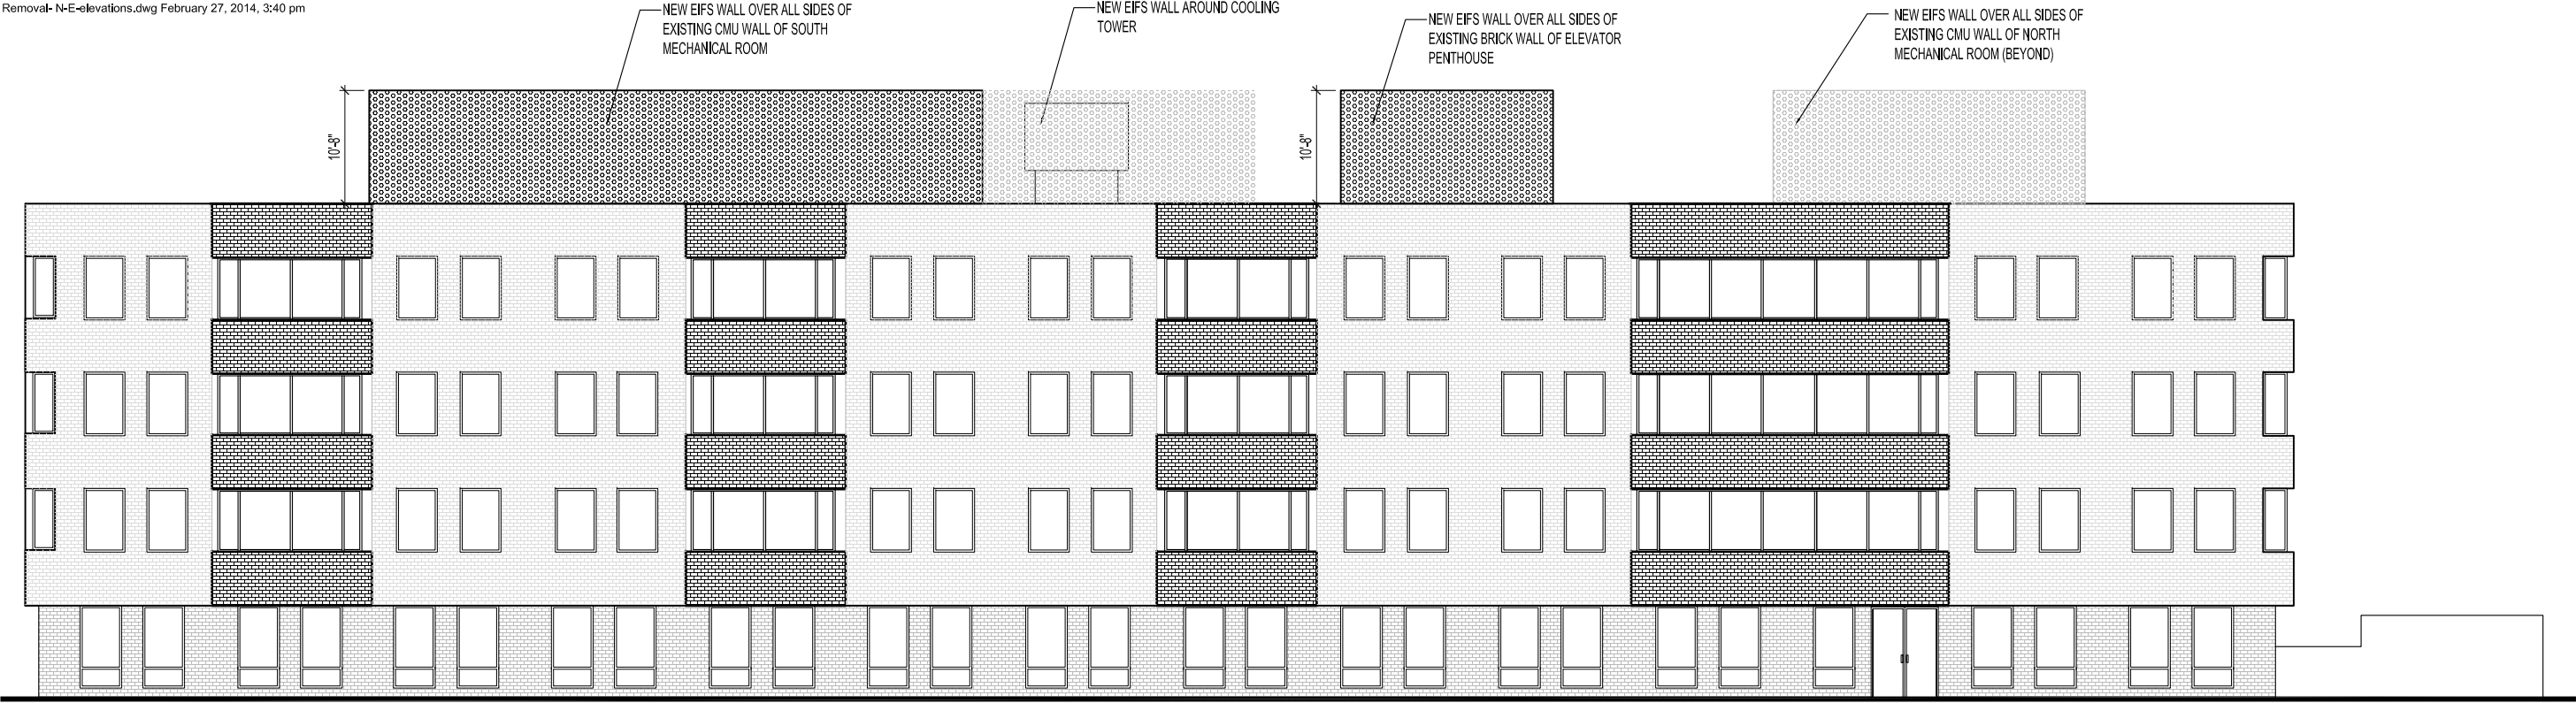 Removal- N-E-elevations.dwg February 27, 2014, 3:40 pm
NEW EIFS WALL OVER ALL SIDES OF
EXISTING CMU WALL OF SOUTH
MECHANICAL ROOM
NEW EIFS WALL AROUND COOLING
TOWER
NEW EIFS WALL OVER ALL SIDES OF
EXISTING BRICK WALL OF ELEVATOR
PENTHOUSE
NEW EIFS WALL OVER ALL SIDES OF
EXISTING CMU WALL OF NORTH
MECHANICAL ROOM (BEYOND)
10'-8"
10'-8"